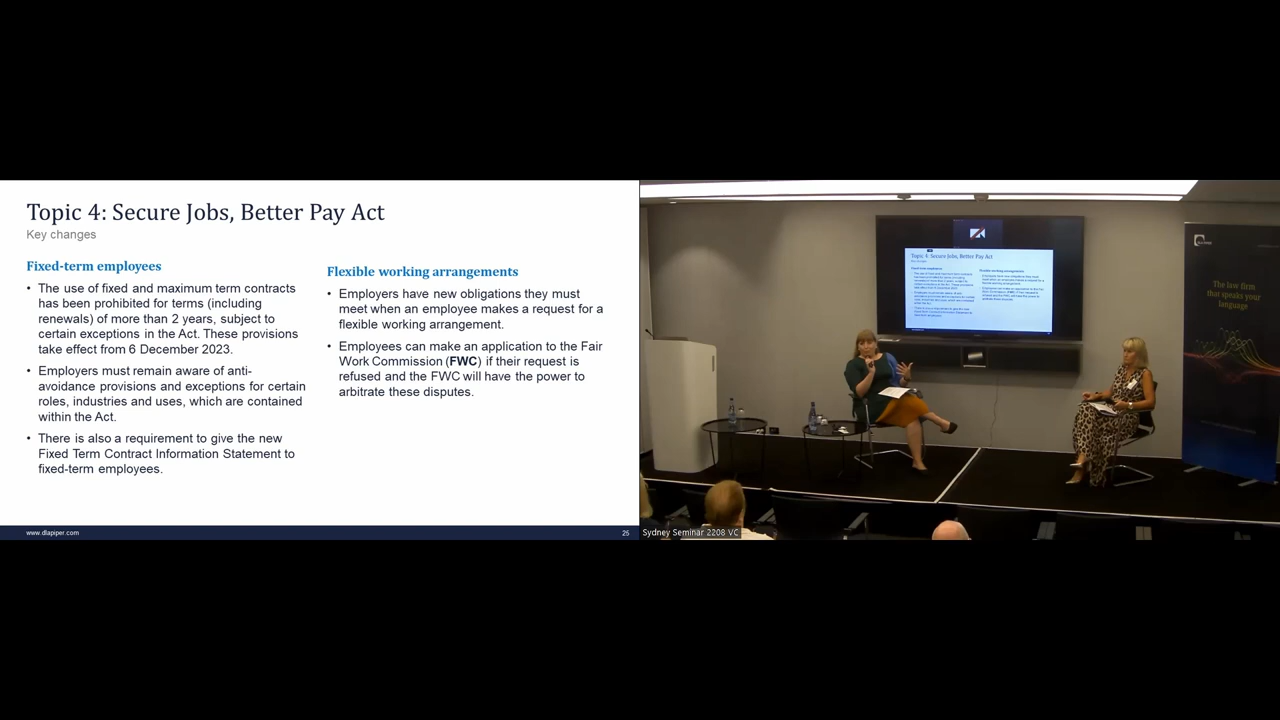 Topic 4: Secure Jobs, Better Pay Act
Key changes
Fixed-term employees
• The use of fixed and maximum term contracts
has been prohibited for terms (including
renewals) of more than 2 years, subject to
certain exceptions in the Act. These provisions
take effect from 6 December 2023.
• Employers must remain aware of anti-
avoidance provisions and exceptions for certain
roles, industries and uses, which are contained
within the Act.
• There is also a requirement to give the new
Fixed Term Contract Information Statement to
fixed-term employees.
Flexible working arrangements
• Employers have new obligations they must
meet when an employee makes a request for a
flexible working arrangement.
• Employees can make an application to the Fair
Work Commission (FWC) if their request is
refused and the FWC will have the power to
arbitrate these disputes.
www.dlapiper.com
25
Topic 4: Secure Jobs, Better Pay Act
The law firm
that speaks your
language
Sydney Seminar 2208 VC